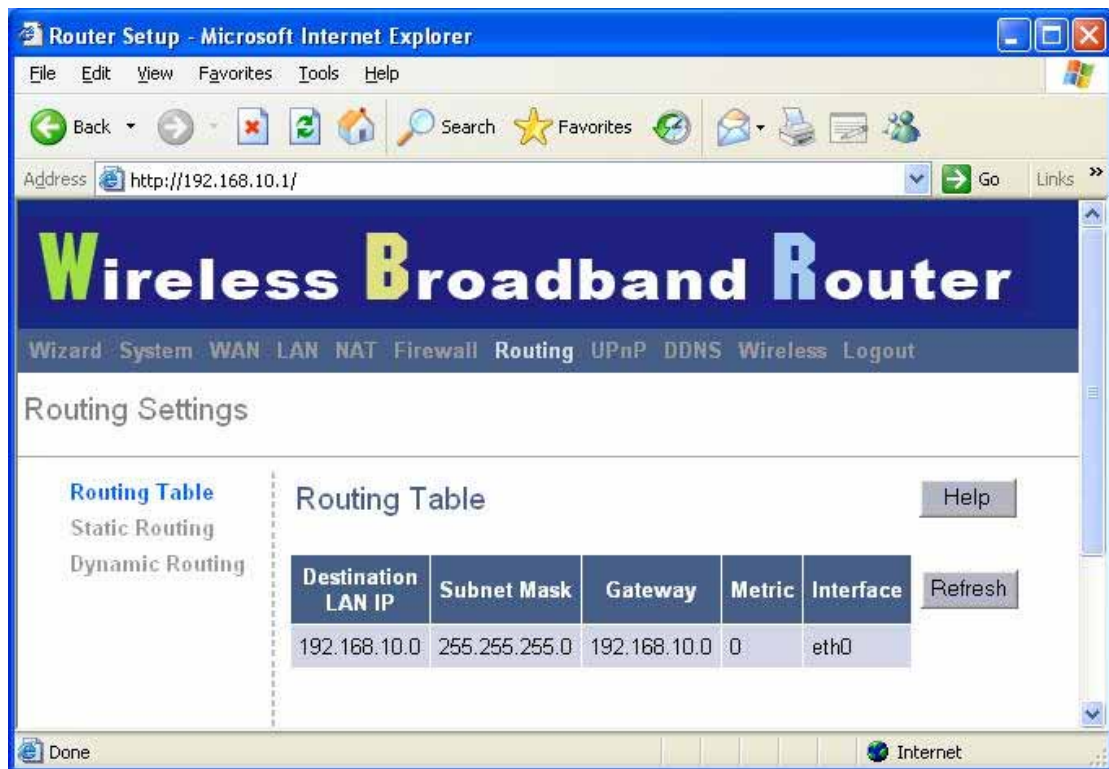 Router Setup - Microsoft Internet Explorer
File Edit View Favorites Tools Help
Back Search Favorites
Address http://192.168.10.1/ Go Links »
Wireless Broadband Router
Wizard System WAN LAN NAT Firewall Routing UPnP DDNS Wireless Logout
Routing Settings
Routing Table
Static Routing
Dynamic Routing
Routing Table
Help
Destination LAN IP Subnet Mask Gateway Metric Interface
Refresh
192.168.10.0 255.255.255.0 192.168.10.0 0 eth0
Done
Internet